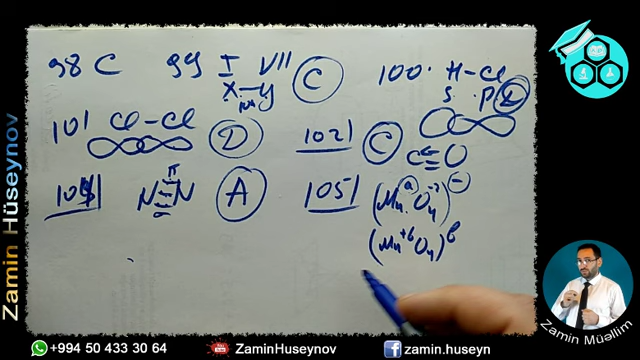 98 C 99 I VII C
X - Y
100. H-Cl D
s p
101 Cl-Cl D
102 C C≡O
104 N≡N A
π
105 (Mn^a O4^-2)^-
(Mn^+b O4)^b
Zamin Hüseynov
Zamin Müəllim
+994 50 433 30 64 ZaminHuseynov zamin.huseyn